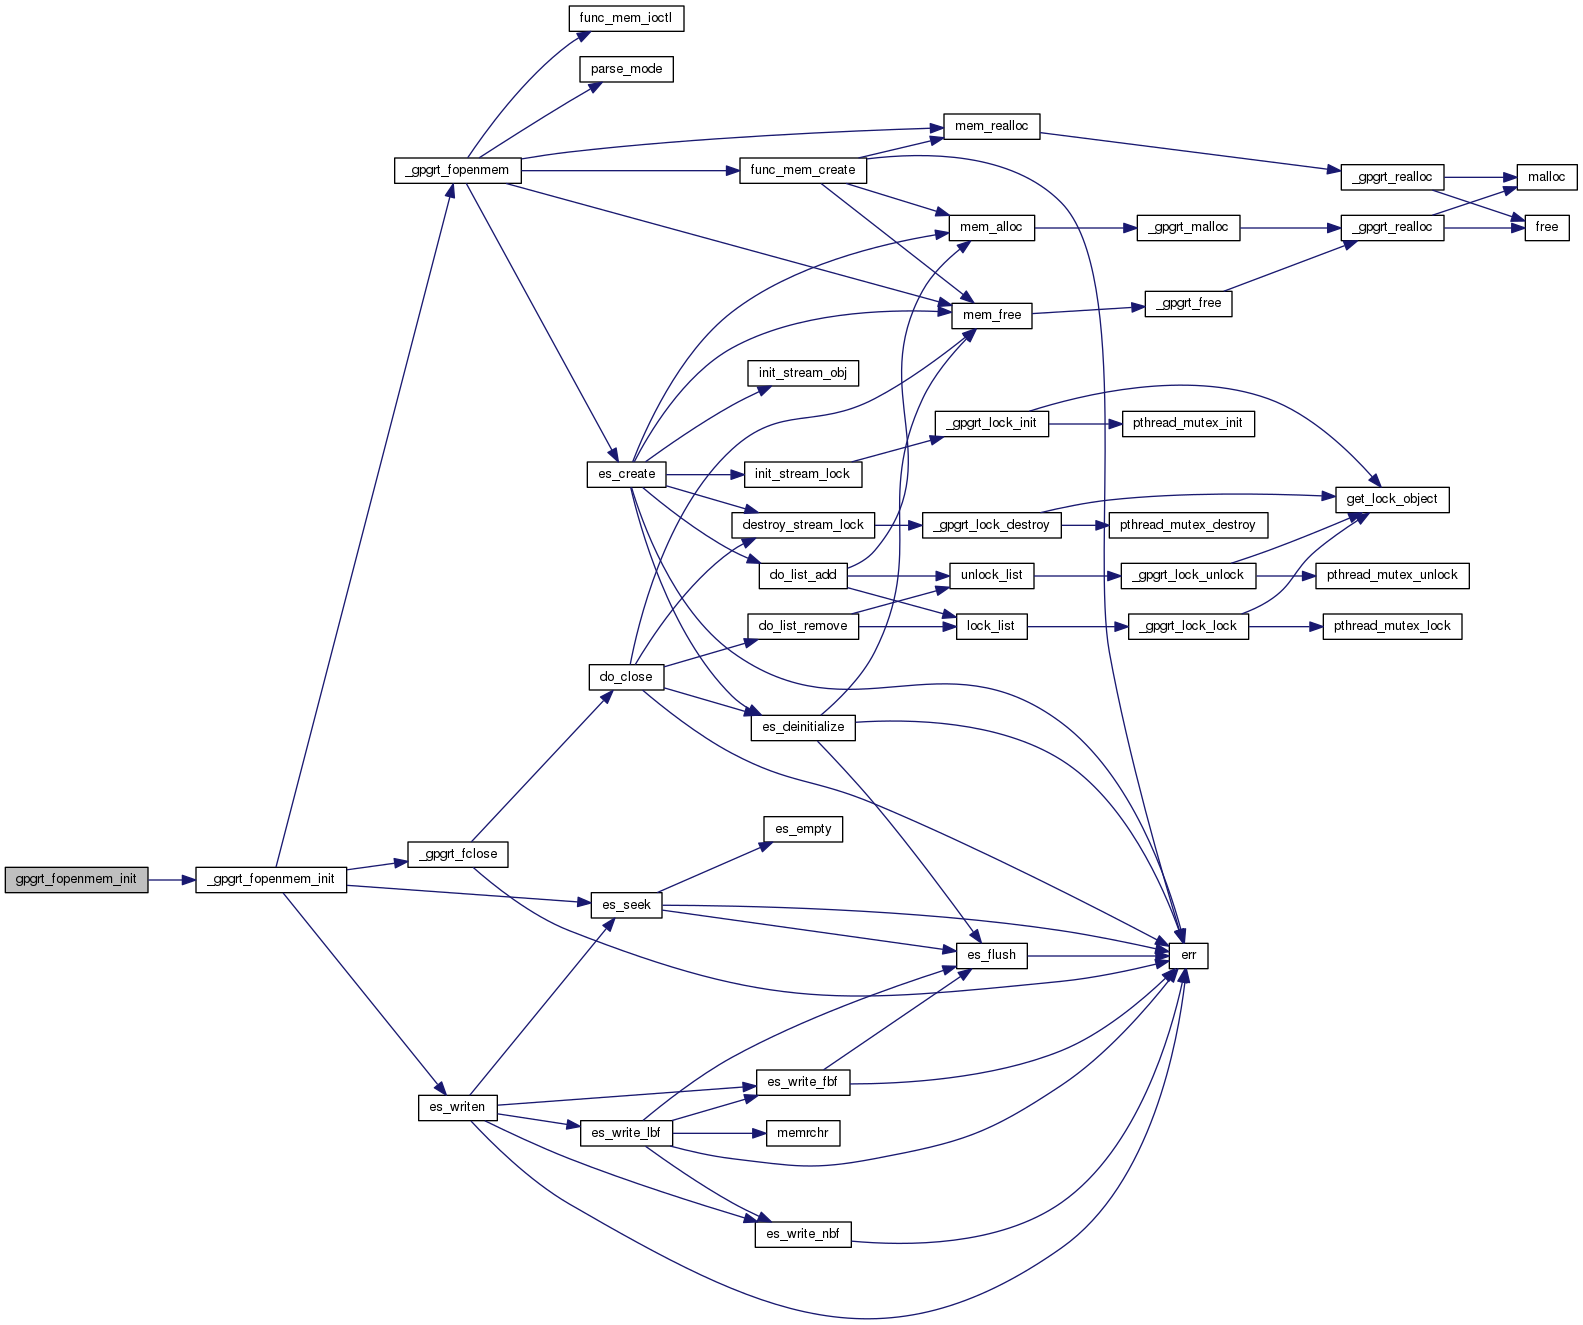 func_mem_ioctl
parse_mode
mem_realloc
_gpgrt_fopenmem
func_mem_create
_gpgrt_realloc
malloc
mem_alloc
_gpgrt_malloc
_gpgrt_realloc
free
mem_free
_gpgrt_free
init_stream_obj
_gpgrt_lock_init
pthread_mutex_init
es_create
init_stream_lock
get_lock_object
destroy_stream_lock
_gpgrt_lock_destroy
pthread_mutex_destroy
do_list_add
unlock_list
_gpgrt_lock_unlock
pthread_mutex_unlock
do_list_remove
lock_list
_gpgrt_lock_lock
pthread_mutex_lock
do_close
es_deinitialize
es_empty
_gpgrt_fclose
gpgrt_fopenmem_init
_gpgrt_fopenmem_init
es_seek
es_flush
err
es_write_fbf
es_writen
es_write_lbf
memrchr
es_write_nbf